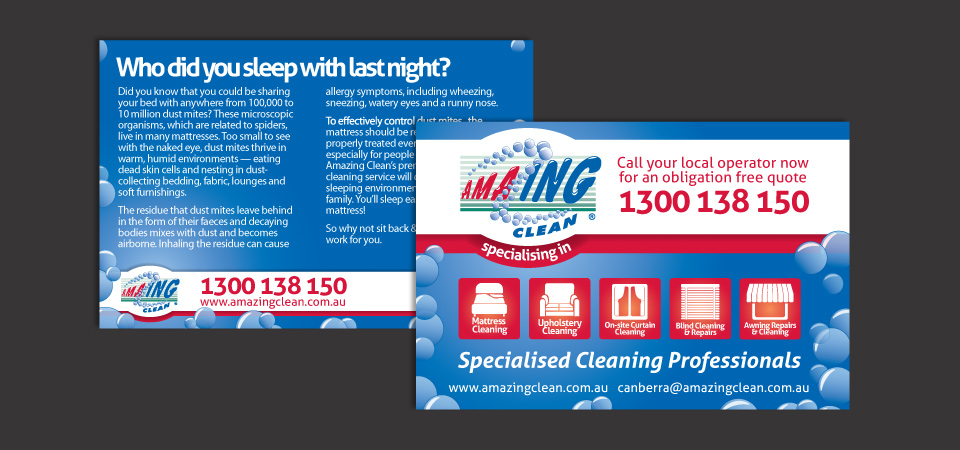 Who did you sleep with last night?
Did you know that you could be sharing
your bed with anywhere from 100,000 to
10 million dust mites? These microscopic
organisms, which are related to spiders,
live in many mattresses. Too small to see
with the naked eye, dust mites thrive in
warm, humid environments — eating
dead skin cells and nesting in dust-
collecting bedding, fabric, lounges and
soft furnishings.
The residue that dust mites leave behind
in the form of their faeces and decaying
bodies mixes with dust and becomes
airborne. Inhaling the residue can cause
allergy symptoms, including wheezing,
sneezing, watery eyes and a runny nose.
To effectively control dust mites, the
mattress should be
properly treated
especially for people
Amazing Clean's
cleaning service will
sleeping
family. You'll sleep
mattress!
So why not sit back &
work for you.
AMAZING
CLEAN
1300 138 150
www.amazingclean.com.au
AMAZING
CLEAN ®
specialising in
Call your local operator now
for an obligation free quote
1300 138 150
Mattress
Cleaning
Upholstery
Cleaning
On-site Curtain
Cleaning
Blind Cleaning
& Repairs
Awning Repairs
& Cleaning
Specialised Cleaning Professionals
www.amazingclean.com.au canberra@amazingclean.com.au